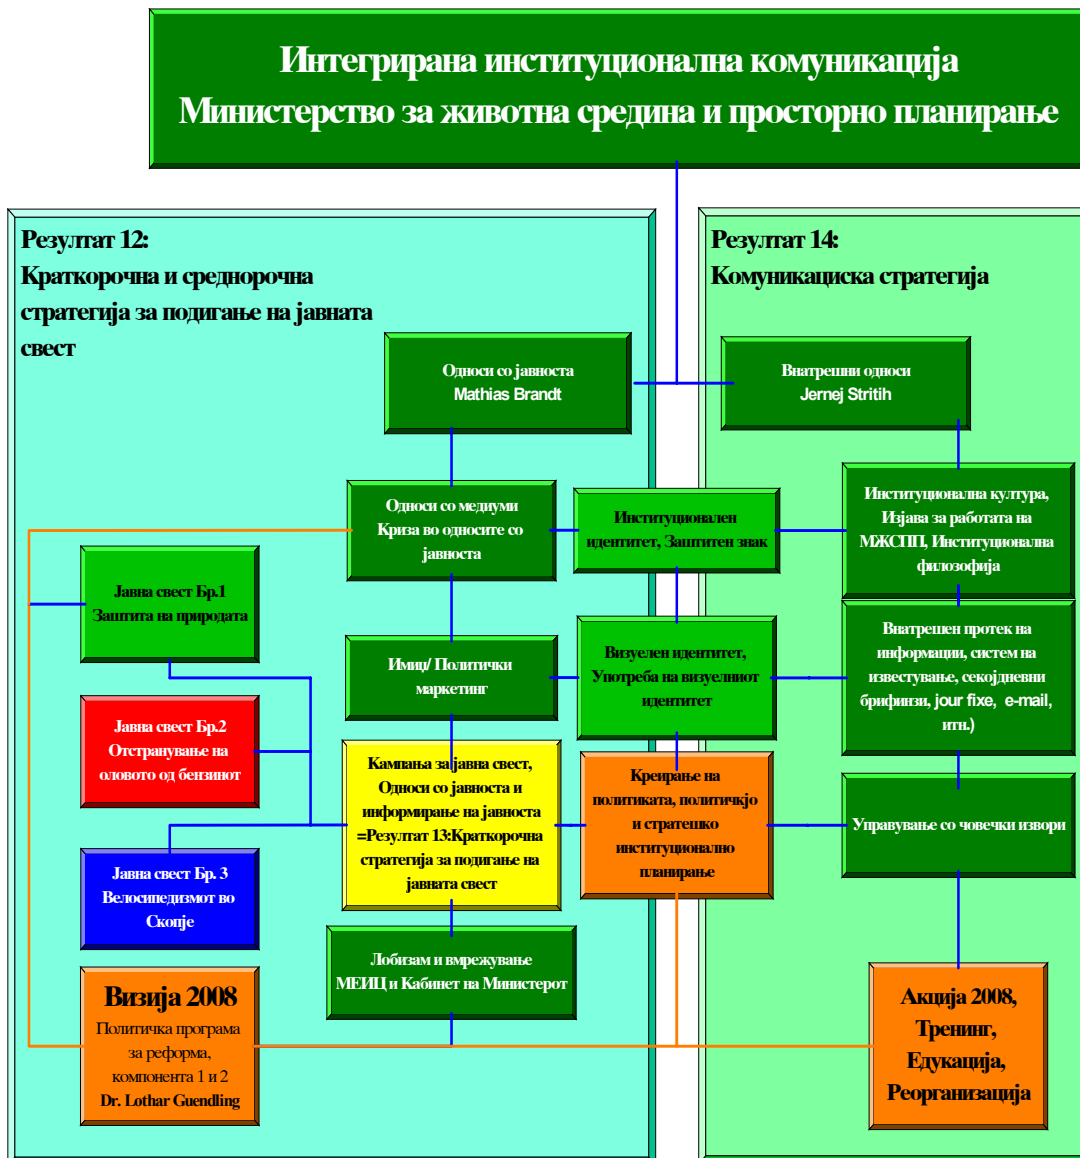 Интегрирана институционална комуникација
Министерство за животна средина и просторно планирање
Резултат 12:
Краткорочна и среднорочна
стратегија за подигање на јавната
свест
Резултат 14:
Комуникациска стратегија
Односи со јавноста
Mathias Brandt
Внатрешни односи
Jernej Stritih
Односи со медиуми
Криза во односите со
јавноста
Институционален
идентитет, Заштитен знак
Институционална култура,
Изјава за работата на
МЖСПП, Институционална
филозофија
Јавна свест Бр.1
Заштита на природата
Имиџ/ Политички
маркетинг
Визуелен идентитет,
Употреба на визуелниот
идентитет
Внатрешен протек на
информации, систем на
известување, секојдневни
брифинзи, jour fixe, e-mail,
итн.)
Јавна свест Бр.2
Отстранување на
оловото од бензинот
Кампања за јавна свест,
Односи со јавноста и
информирање на јавноста
=Резултат 13:Краткорочна
стратегија за подигање на
јавната свест
Креирање на
политиката, политичкјо
и стратешко
институционално
планирање
Управување со човечки извори
Јавна свест Бр. 3
Велосипедизмот во
Скопје
Лобизам и вмрежување
МЕИЦ и Кабинет на Министерот
Визија 2008
Политичка програма
за реформа,
компонента 1 и 2
Dr. Lothar Guendling
Акција 2008,
Тренинг,
Едукација,
Реорганизација